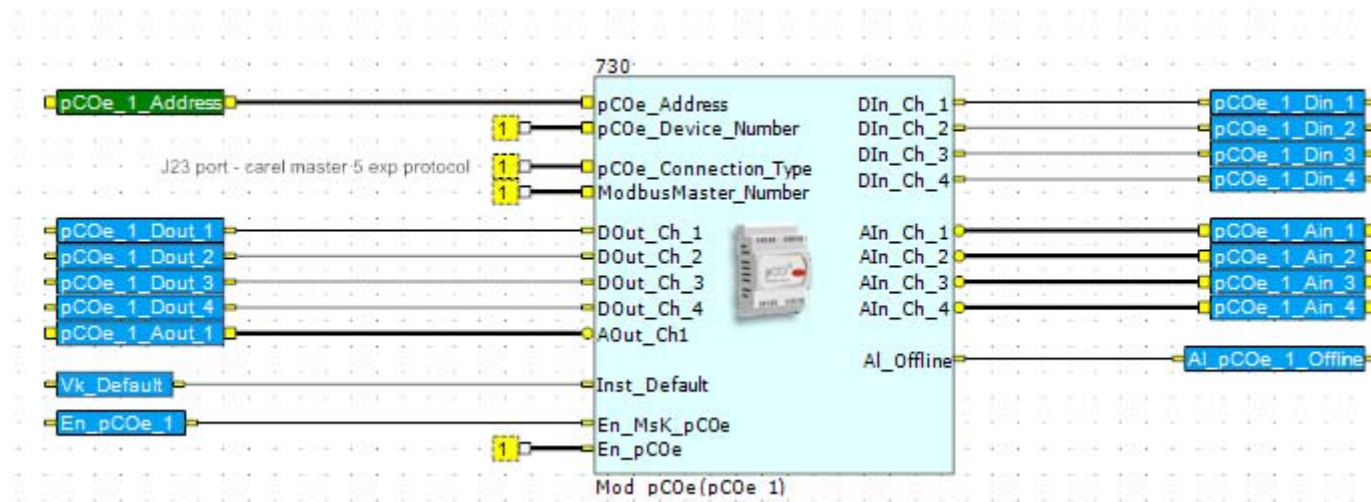 730
pCOe_1_Address pCOe_Address DIn_Ch_1 pCOe_1_Din_1
1 pCOe_Device_Number DIn_Ch_2 pCOe_1_Din_2
DIn_Ch_3 pCOe_1_Din_3
J23 port - carel master 5 exp protocol 1 pCOe_Connection_Type DIn_Ch_4 pCOe_1_Din_4
1 ModbusMaster_Number
pCOe_1_Dout_1 DOut_Ch_1 AIn_Ch_1 pCOe_1_Ain_1
pCOe_1_Dout_2 DOut_Ch_2 AIn_Ch_2 pCOe_1_Ain_2
pCOe_1_Dout_3 DOut_Ch_3 AIn_Ch_3 pCOe_1_Ain_3
pCOe_1_Dout_4 DOut_Ch_4 AIn_Ch_4 pCOe_1_Ain_4
pCOe_1_Aout_1 AOut_Ch1
Al_Offline Al_pCOe_1_Offline
Vk_Default Inst_Default
En_pCOe_1 En_MsK_pCOe
1 En_pCOe
Mod_pCOe(pCOe_1)